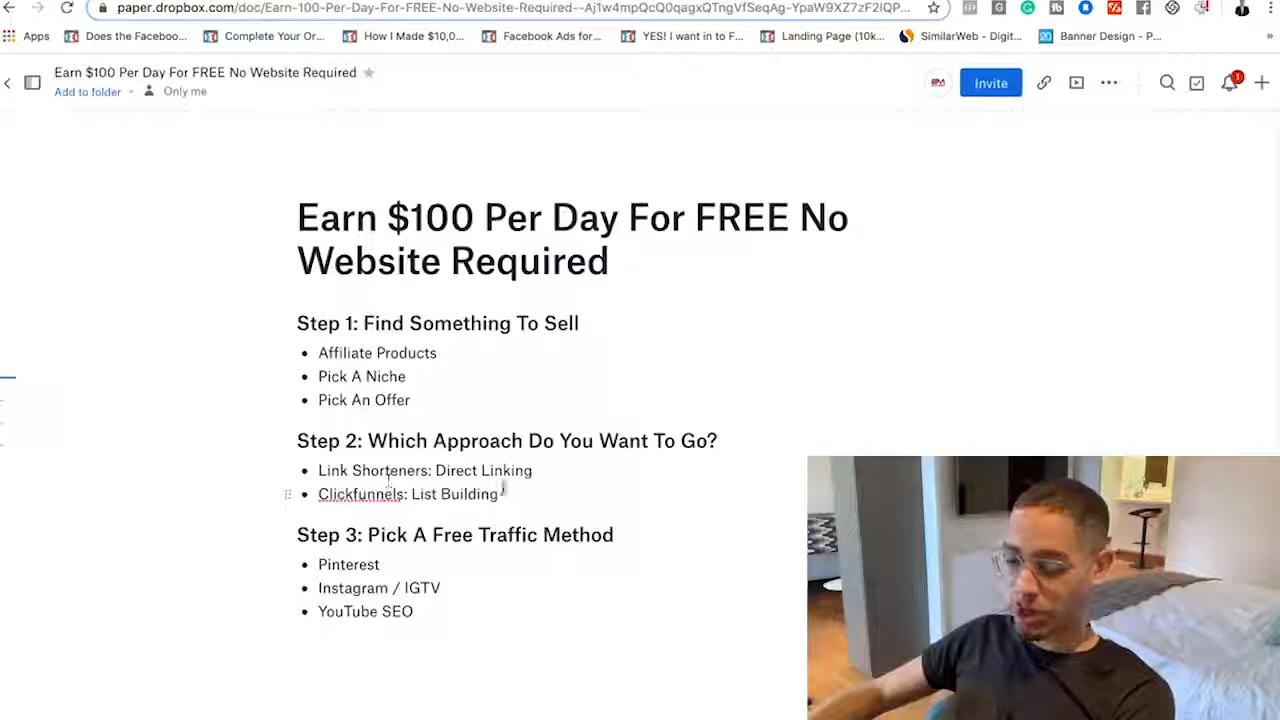 paper.dropbox.com/doc/Earn-100-Per-Day-For-FREE-No-Website-Required--Aj1w4mpQcQ0qagxQTngVfSeqAg-YpaW9XZ7zF2IQP...
Apps Does the Faceboo... Complete Your Or... How I Made $10,0... Facebook Ads for... YES! I want in to F... Landing Page (10k... SimilarWeb - Digit... Banner Design - P... »
Earn $100 Per Day For FREE No Website Required
Add to folder Only me
Invite
1
Earn $100 Per Day For FREE No
Website Required
Step 1: Find Something To Sell
• Affiliate Products
• Pick A Niche
• Pick An Offer
Step 2: Which Approach Do You Want To Go?
• Link Shorteners: Direct Linking
• Clickfunnels: List Building
Step 3: Pick A Free Traffic Method
• Pinterest
• Instagram / IGTV
• YouTube SEO